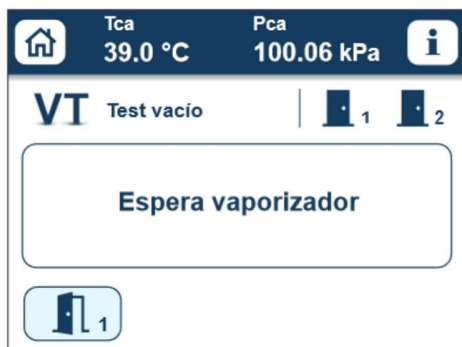 Tca Pca
39.0 °C 100.06 kPa i
VT Test vacío 1 2
Espera vaporizador
1